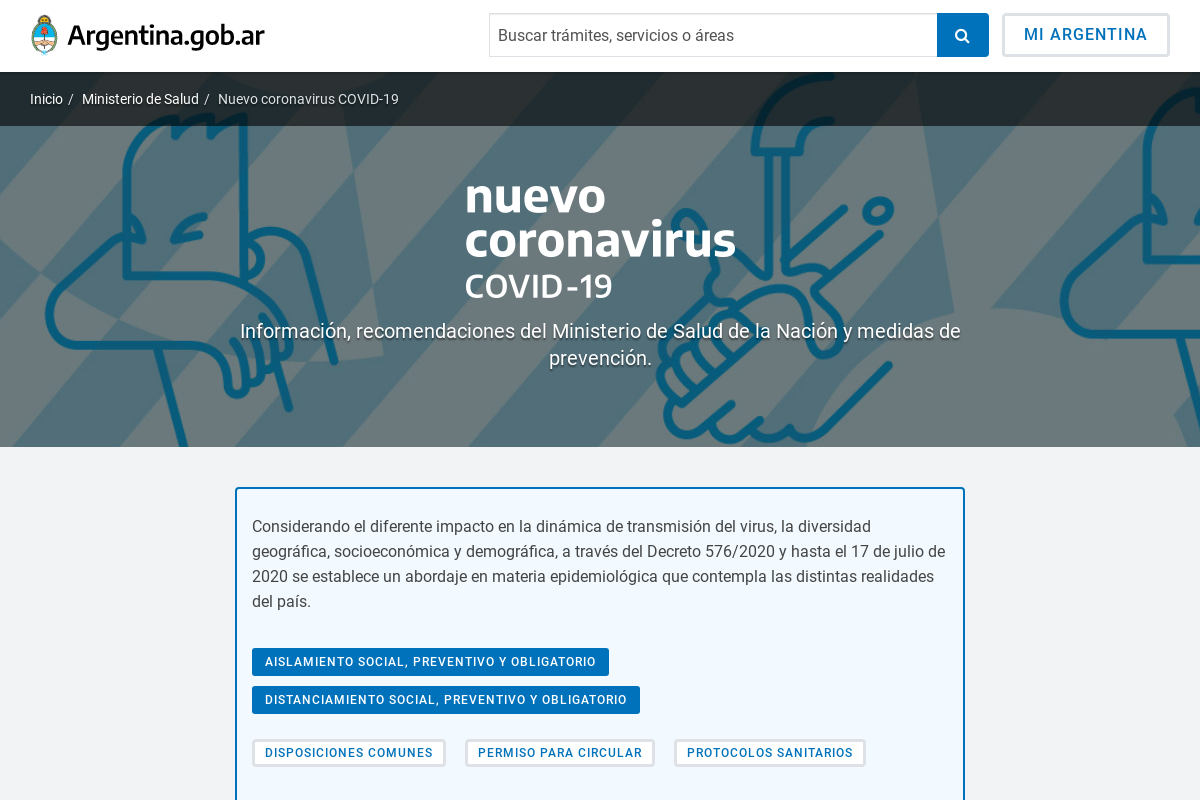 Argentina.gob.ar
Buscar trámites, servicios o áreas
MI ARGENTINA
Inicio / Ministerio de Salud / Nuevo coronavirus COVID-19
nuevo
coronavirus
COVID-19
Información, recomendaciones del Ministerio de Salud de la Nación y medidas de
prevención.
Considerando el diferente impacto en la dinámica de transmisión del virus, la diversidad
geográfica, socioeconómica y demográfica, a través del Decreto 576/2020 y hasta el 17 de julio de
2020 se establece un abordaje en materia epidemiológica que contempla las distintas realidades
del país.
AISLAMIENTO SOCIAL, PREVENTIVO Y OBLIGATORIO
DISTANCIAMIENTO SOCIAL, PREVENTIVO Y OBLIGATORIO
DISPOSICIONES COMUNES
PERMISO PARA CIRCULAR
PROTOCOLOS SANITARIOS